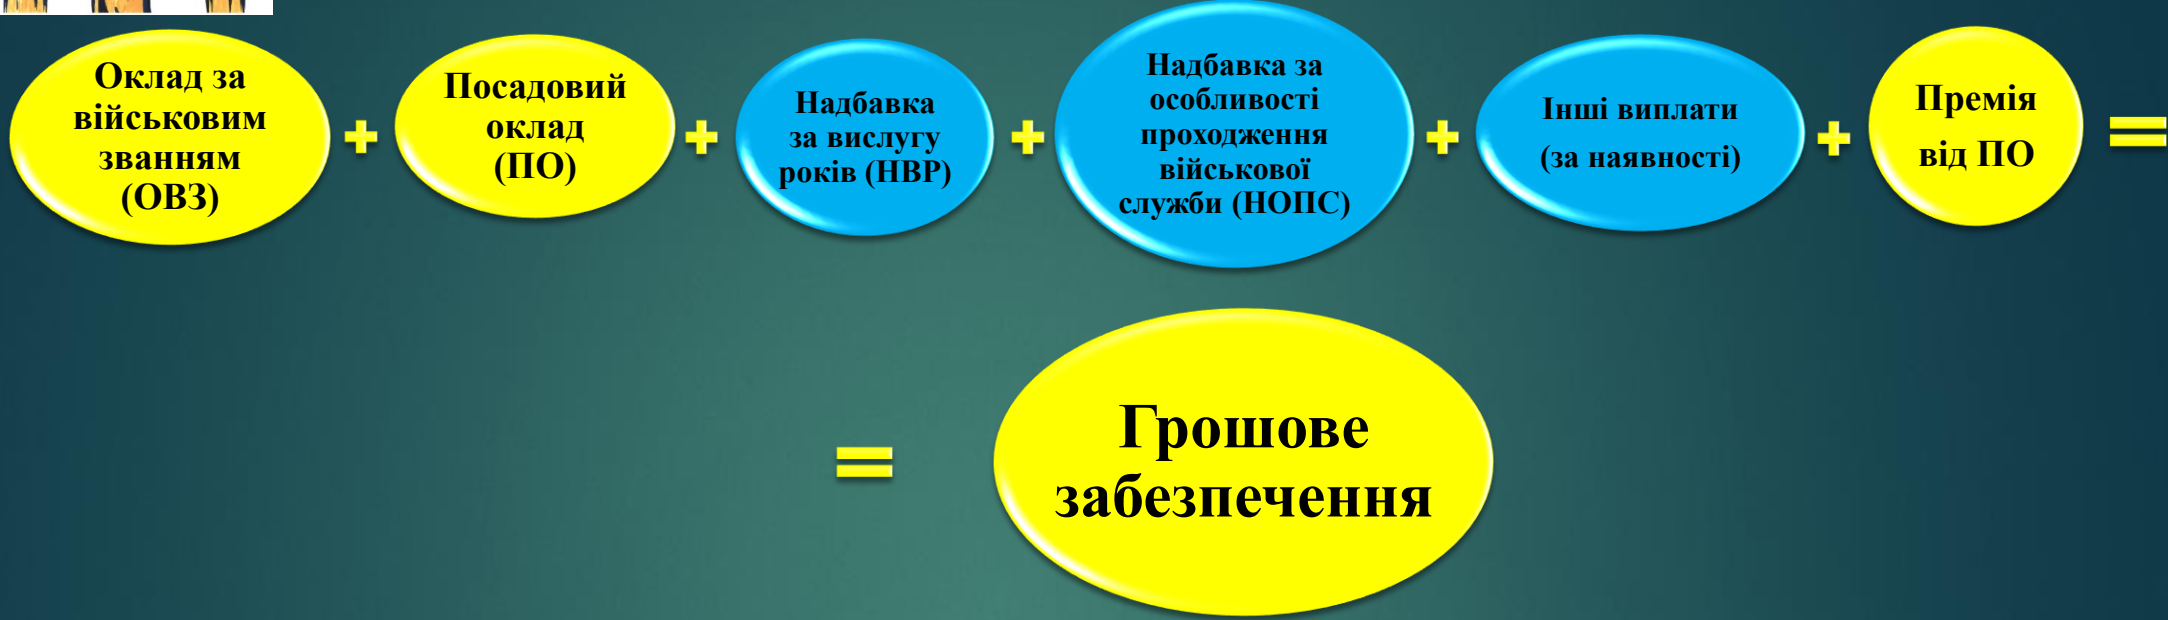 Оклад за
військовим
званням
(ОВЗ)
+
Посадовий
оклад
(ПО)
+
Надбавка
за вислугу
років (НВР)
+
Надбавка за
особливості
проходження
військової
служби (НОПС)
+
Інші виплати
(за наявності)
+
Премія
від ПО
=
=
Грошове
забезпечення